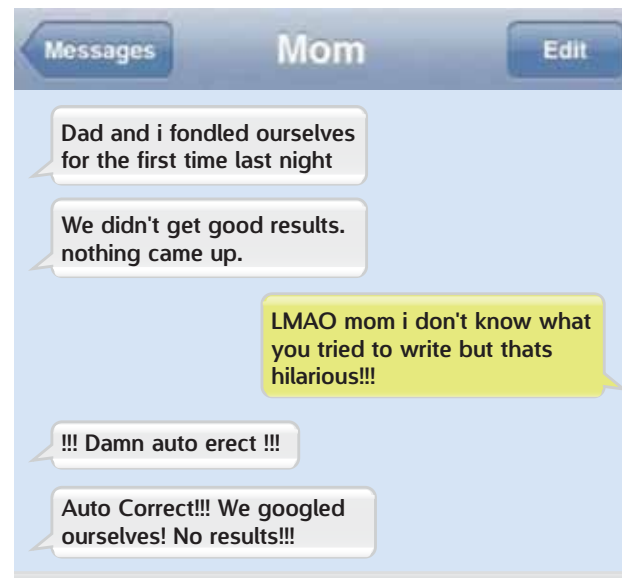 Messages
Mom
Edit
Dad and i fondled ourselves
for the first time last night
We didn't get good results.
nothing came up.
LMAO mom i don't know what
you tried to write but thats
hilarious!!!
!!! Damn auto erect !!!
Auto Correct!!! We googled
ourselves! No results!!!